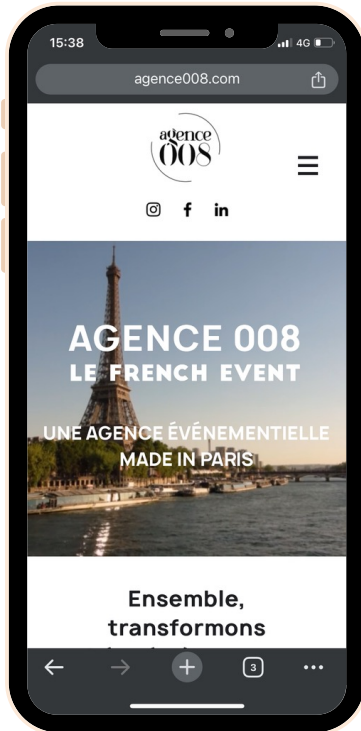 15:38
4G
agence008.com
agence
008
f
in
AGENCE 008
LE FRENCH EVENT
UNE AGENCE ÉVÉNEMENTIELLE
MADE IN PARIS
Ensemble,
transformons
3